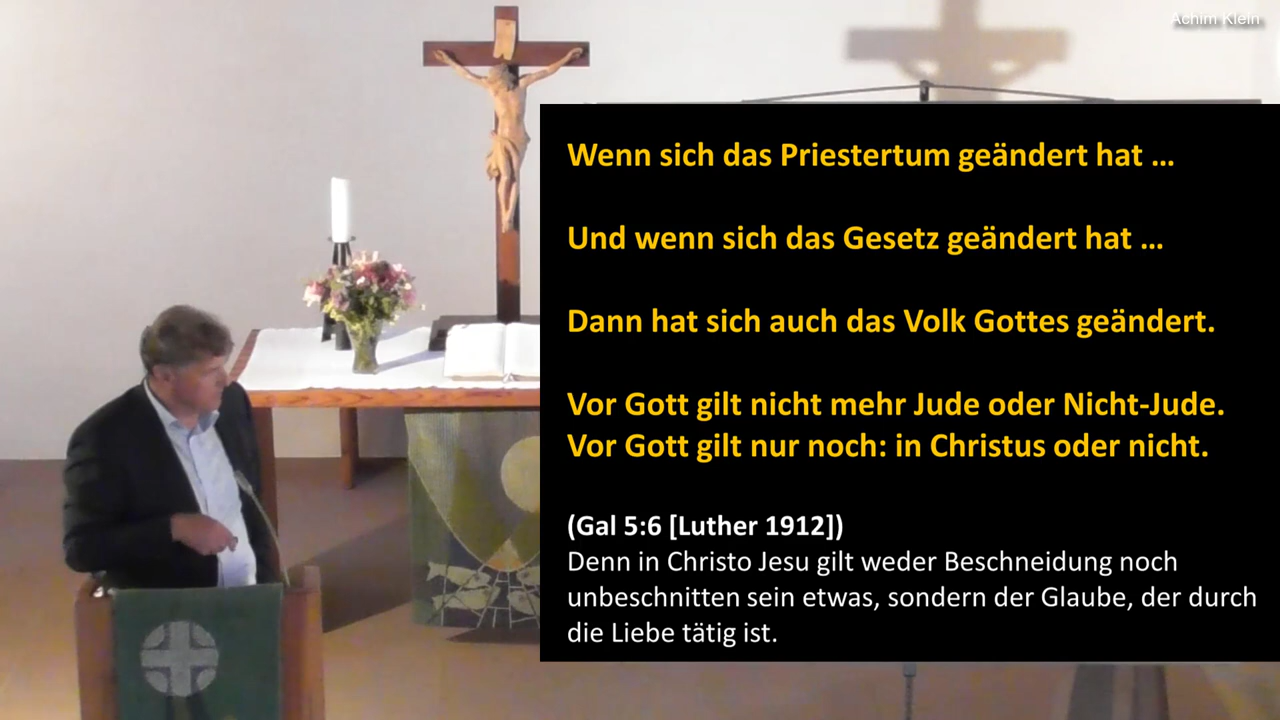 Achim Klein
Wenn sich das Priestertum geändert hat …
Und wenn sich das Gesetz geändert hat …
Dann hat sich auch das Volk Gottes geändert.
Vor Gott gilt nicht mehr Jude oder Nicht-Jude.
Vor Gott gilt nur noch: in Christus oder nicht.
(Gal 5:6 [Luther 1912])
Denn in Christo Jesu gilt weder Beschneidung noch
unbeschnitten sein etwas, sondern der Glaube, der durch
die Liebe tätig ist.